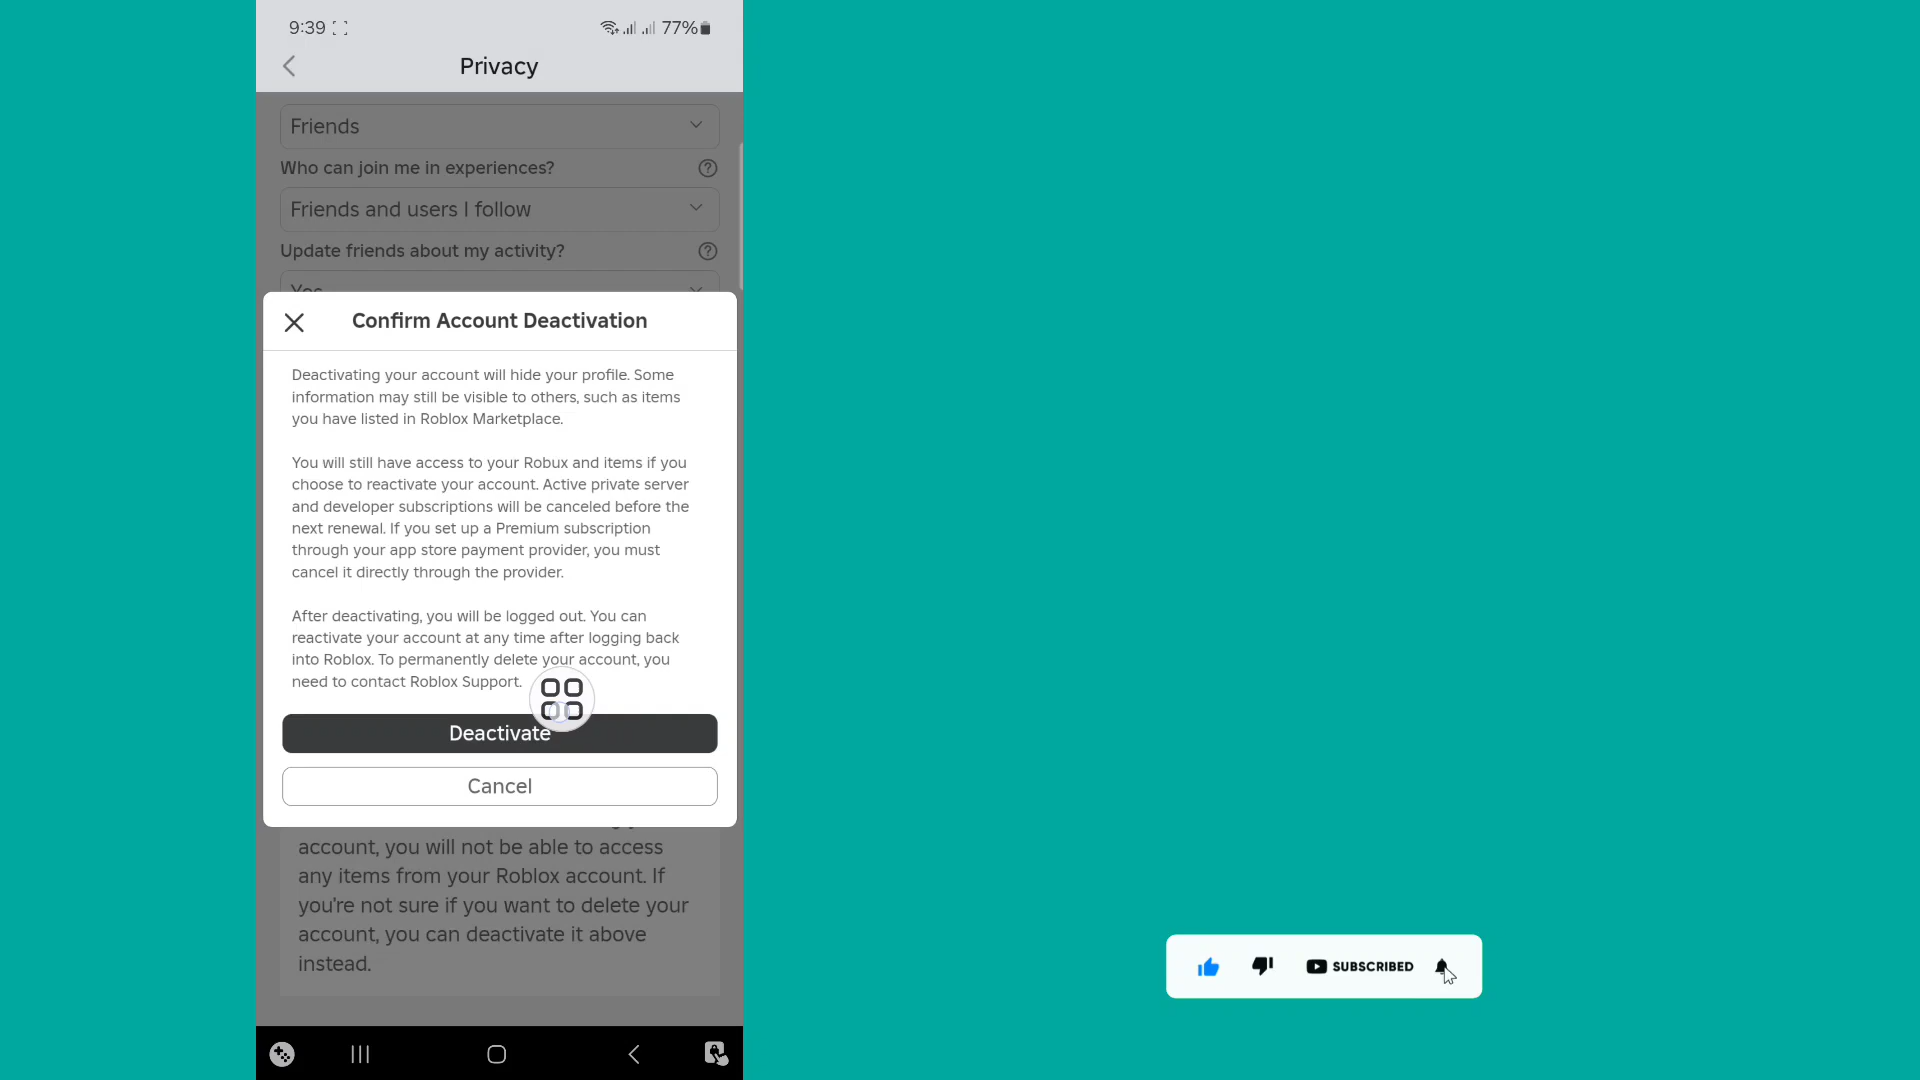 9:39
77%
Privacy
Friends
Who can join me in experiences?
Friends and users I follow
Update friends about my activity?
Yes
Confirm Account Deactivation
Deactivating your account will hide your profile. Some
information may still be visible to others, such as items
you have listed in Roblox Marketplace.
You will still have access to your Robux and items if you
choose to reactivate your account. Active private server
and developer subscriptions will be canceled before the
next renewal. If you set up a Premium subscription
through your app store payment provider, you must
cancel it directly through the provider.
After deactivating, you will be logged out. You can
reactivate your account at any time after logging back
into Roblox. To permanently delete your account, you
need to contact Roblox Support.
Deactivate
Cancel
account, you will not be able to access
any items from your Roblox account. If
you're not sure if you want to delete your
account, you can deactivate it above
instead.
SUBSCRIBED